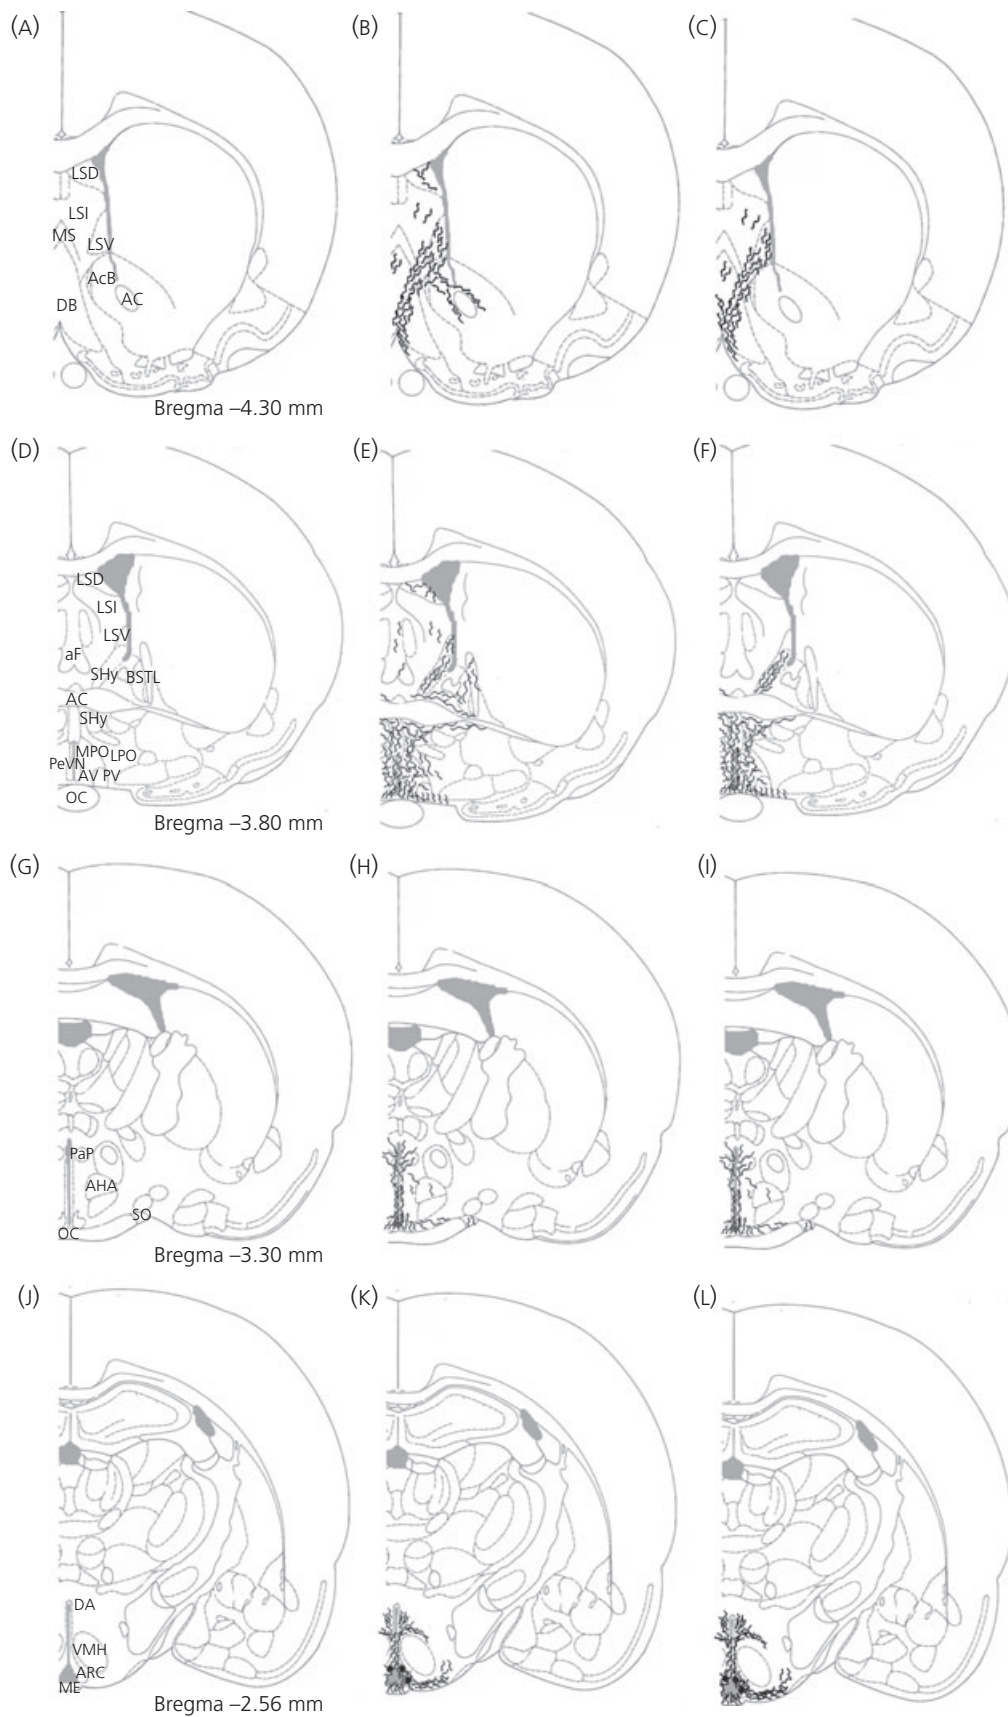 (A)
(B)
(C)
LSD
LSI
MS
LSV
AcB
AC
DB
Bregma –4.30 mm
(D)
(E)
(F)
LSD
LSI
LSV
aF
SHy BSTL
AC
SHy
MPO LPO
PeVN
AV PV
OC
Bregma –3.80 mm
(G)
(H)
(I)
PaP
AHA
SO
OC
Bregma –3.30 mm
(J)
(K)
(L)
DA
VMH
ARC
ME
Bregma –2.56 mm